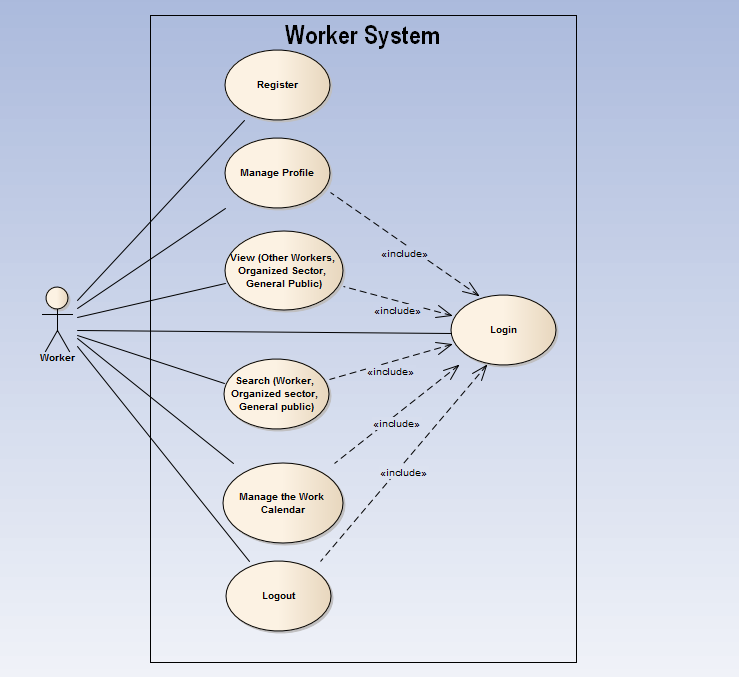 Worker System
Register
Manage Profile
«include»
View (Other Workers,
Organized Sector,
General Public)
«include»
Login
Worker
Search (Worker,
Organized sector,
General public)
«include»
«include»
Manage the Work
Calendar
«include»
Logout